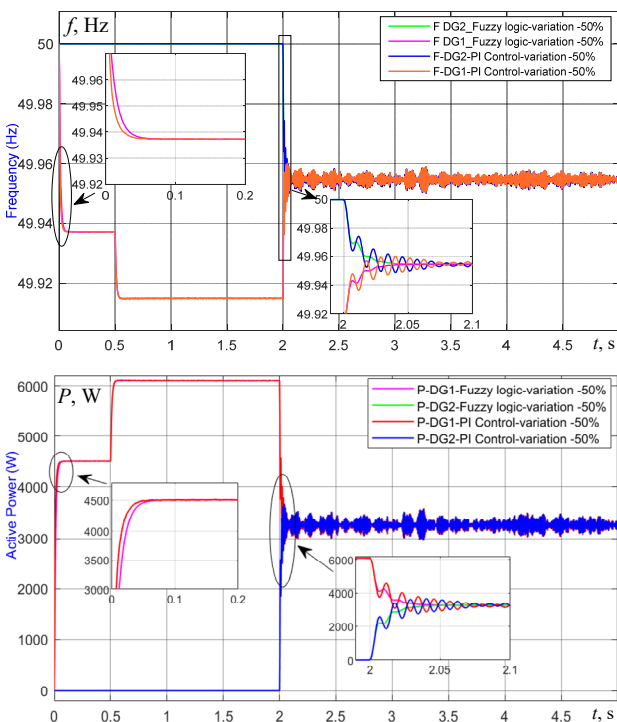 f, Hz
F DG2_Fuzzy logic-variation -50%
F DG1_Fuzzy logic-variation -50%
F-DG2-PI Control-variation -50%
F-DG1-PI Control-variation -50%
Frequency (Hz)
50
49.98
49.96
49.94
49.92
49.96
49.95
49.94
49.93
49.92
0 0.1 0.2
50
49.98
49.96
49.94
49.92
2 2.05 2.1
0 0.5 1 1.5 2 2.5 3 3.5 4 4.5
t, s
P, W
P-DG1-Fuzzy logic-variation -50%
P-DG2-Fuzzy logic-variation -50%
P-DG1-PI Control-variation -50%
P-DG2-PI Control-variation -50%
Active Power (W)
6000
5000
4000
3000
2000
1000
0
4500
4000
3500
3000
0 0.1 0.2
6000
4000
2000
0
2 2.05 2.1
0 0.5 1 1.5 2 2.5 3 3.5 4 4.5
t, s